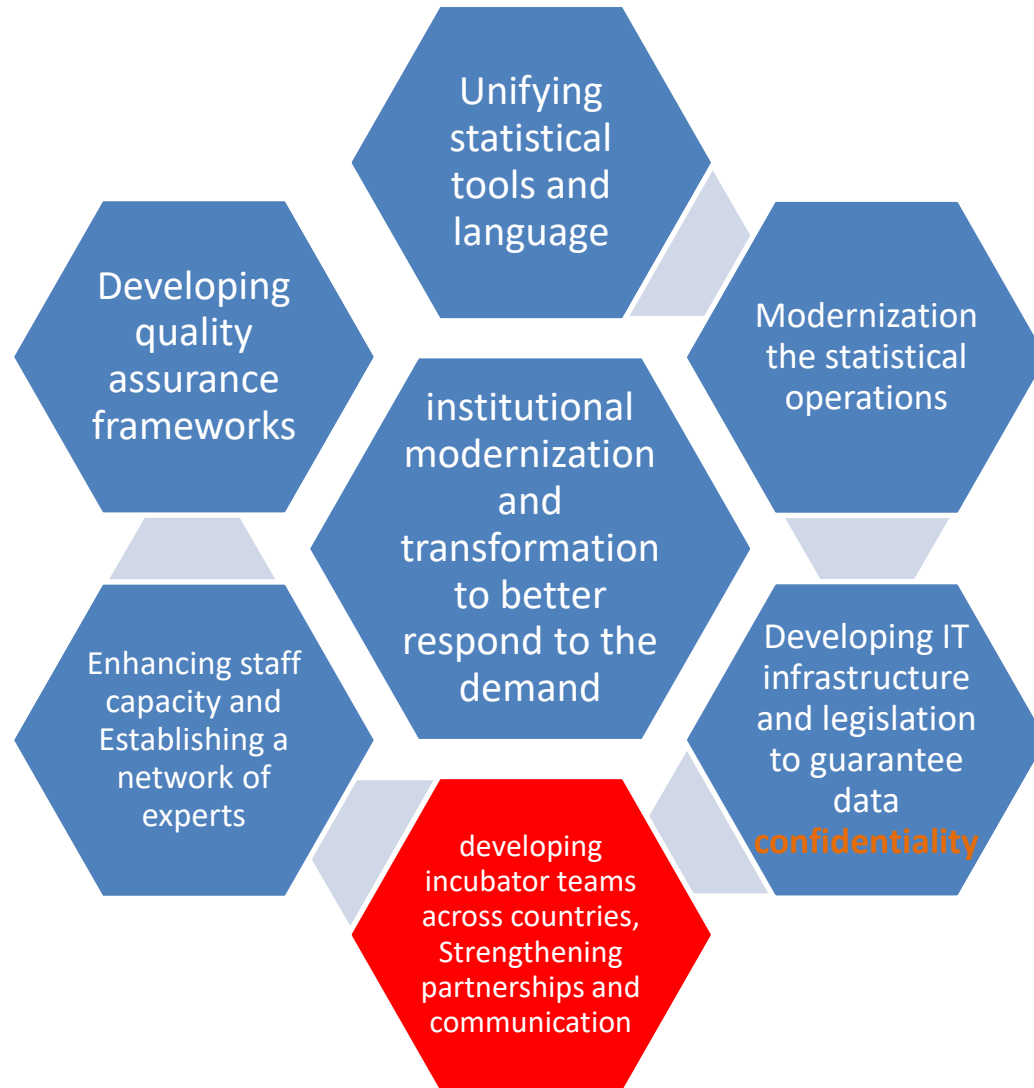 Unifying
statistical
tools and
language
Modernization
the statistical
operations
Developing IT
infrastructure
and legislation
to guarantee
data
confidentiality
developing
incubator teams
across countries,
Strengthening
partnerships and
communication
Enhancing staff
capacity and
Establishing a
network of
experts
Developing
quality
assurance
frameworks
institutional
modernization
and
transformation
to better
respond to the
demand